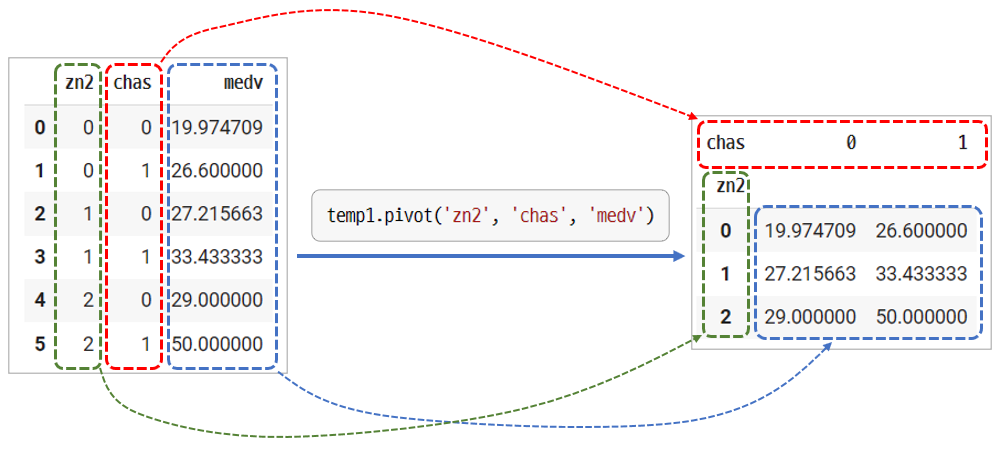 zn2 chas medv
0 0 0 19.974709
1 0 1 26.600000
2 1 0 27.215663
3 1 1 33.433333
4 2 0 29.000000
5 2 1 50.000000
temp1.pivot('zn2', 'chas', 'medv')
chas 0 1
zn2
0 19.974709 26.600000
1 27.215663 33.433333
2 29.000000 50.000000